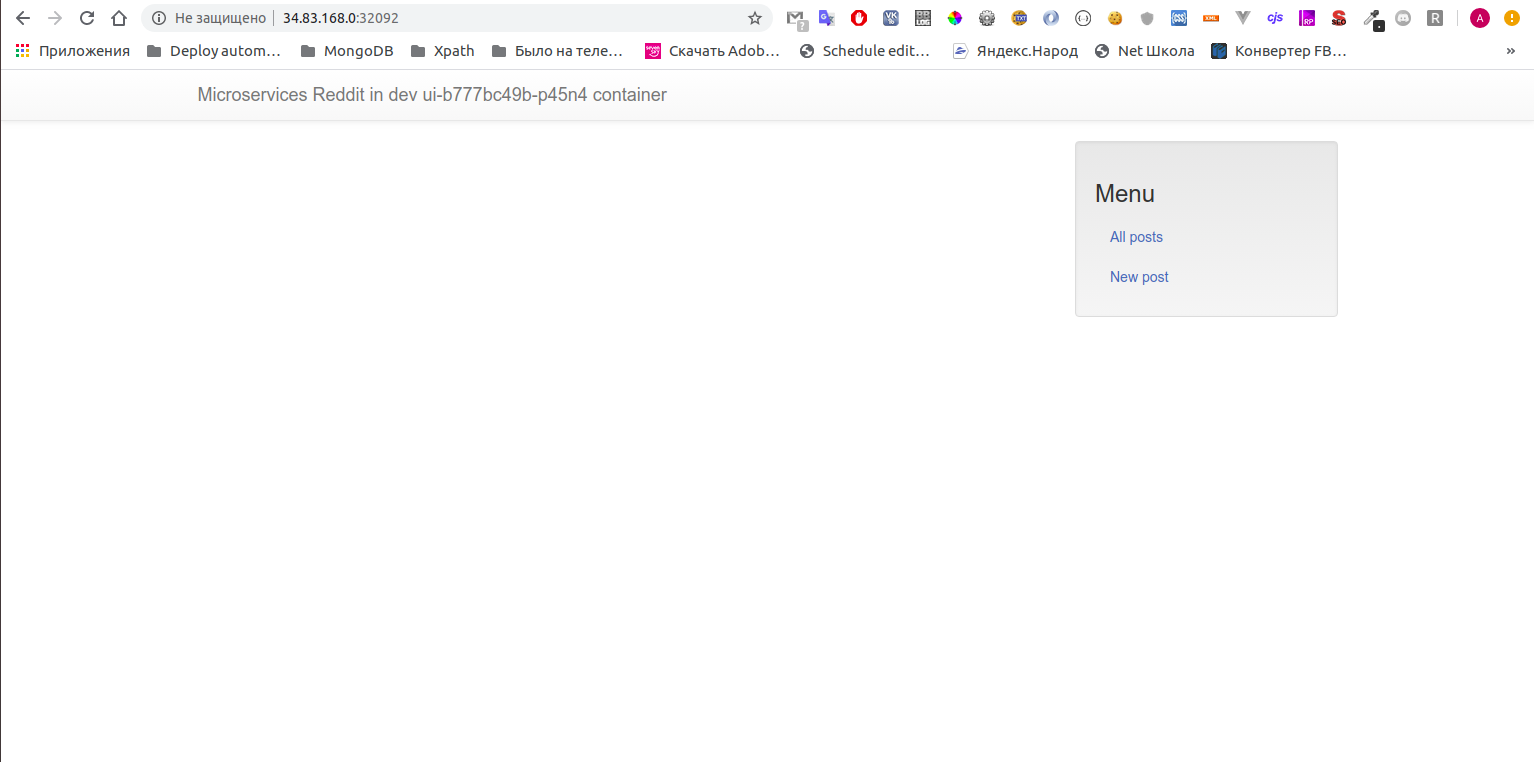 Не защищено 34.83.168.0:32092
Приложения Deploy autom… MongoDB Xpath Было на теле… Скачать Adob… Schedule edit… Яндекс.Народ Net Школа Конвертер FB… »
Microservices Reddit in dev ui-b777bc49b-p45n4 container
Menu
All posts
New post